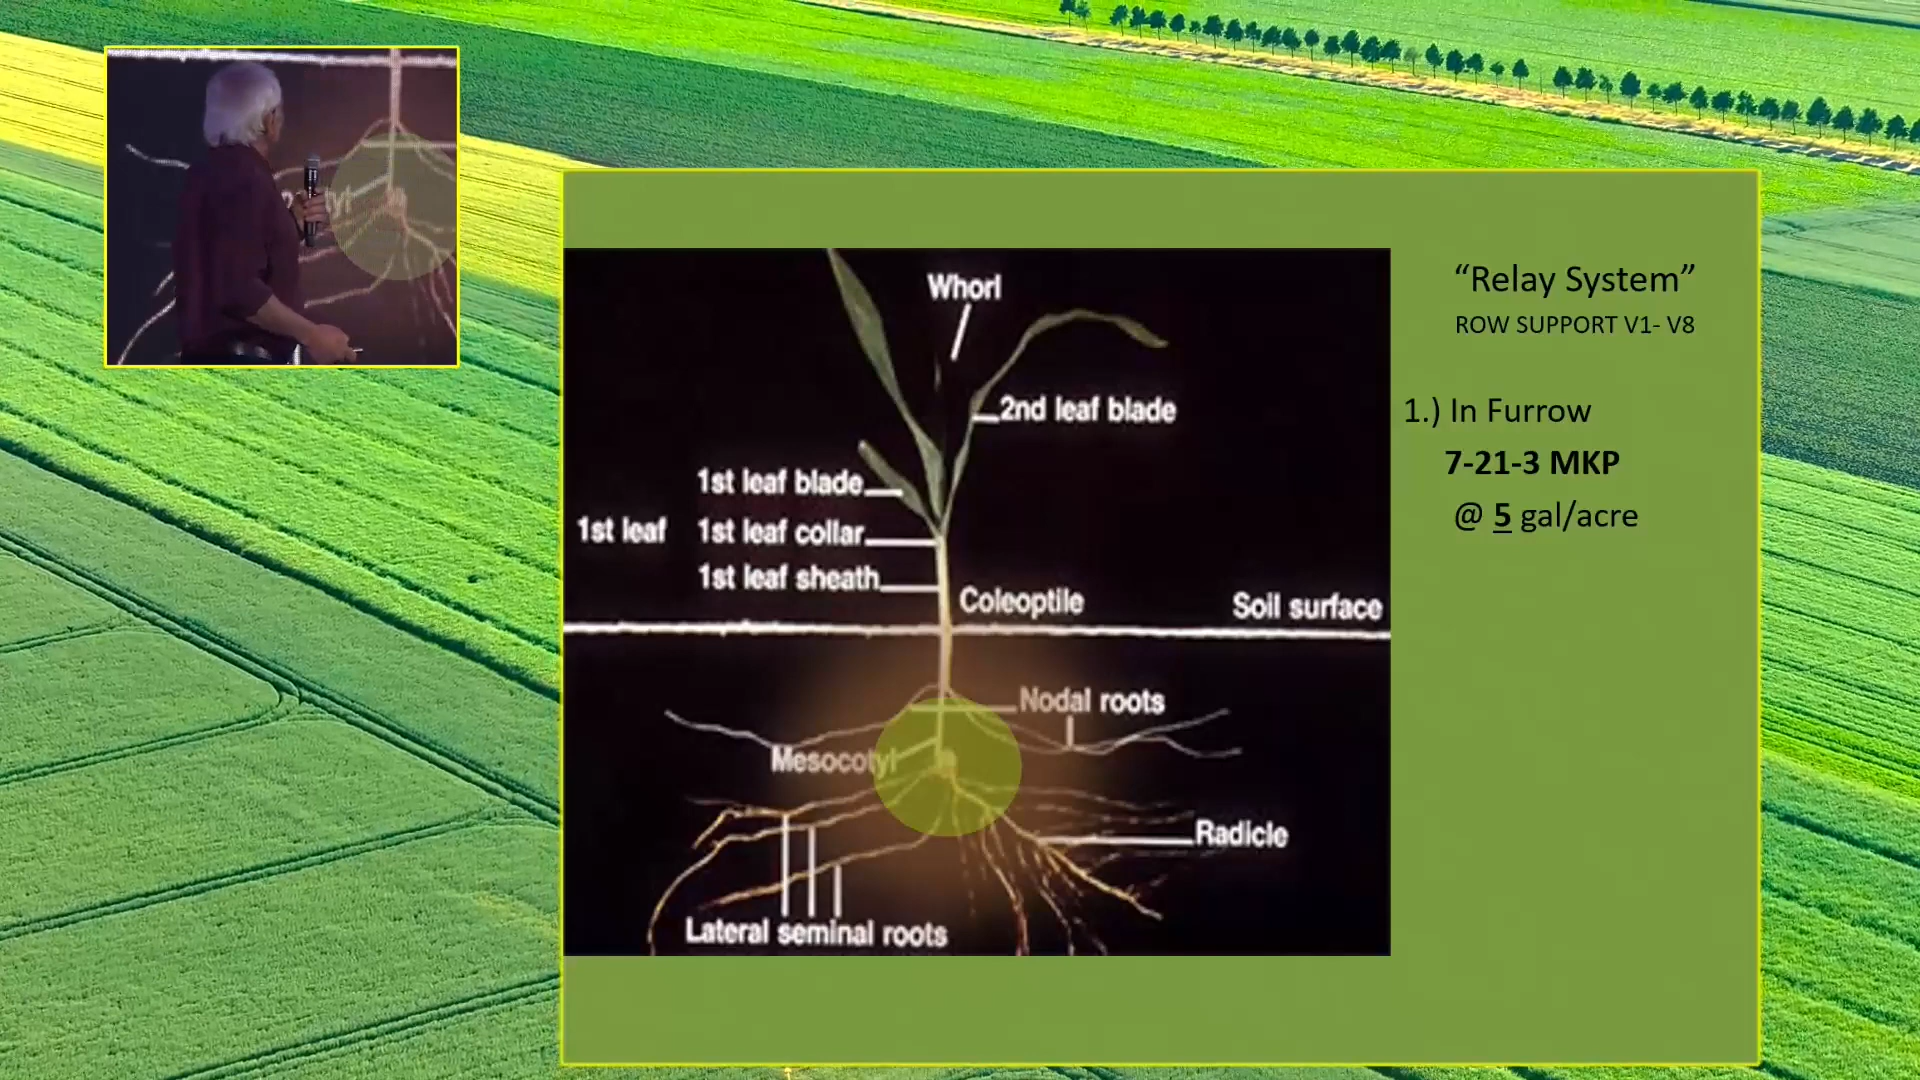 Whorl
2nd leaf blade
1st leaf blade
1st leaf
1st leaf collar
1st leaf sheath
Coleoptile
Soil surface
Nodal roots
Mesocotyl
Radicle
Lateral seminal roots
“Relay System”
ROW SUPPORT V1- V8
1.) In Furrow
7-21-3 MKP
@ 5 gal/acre